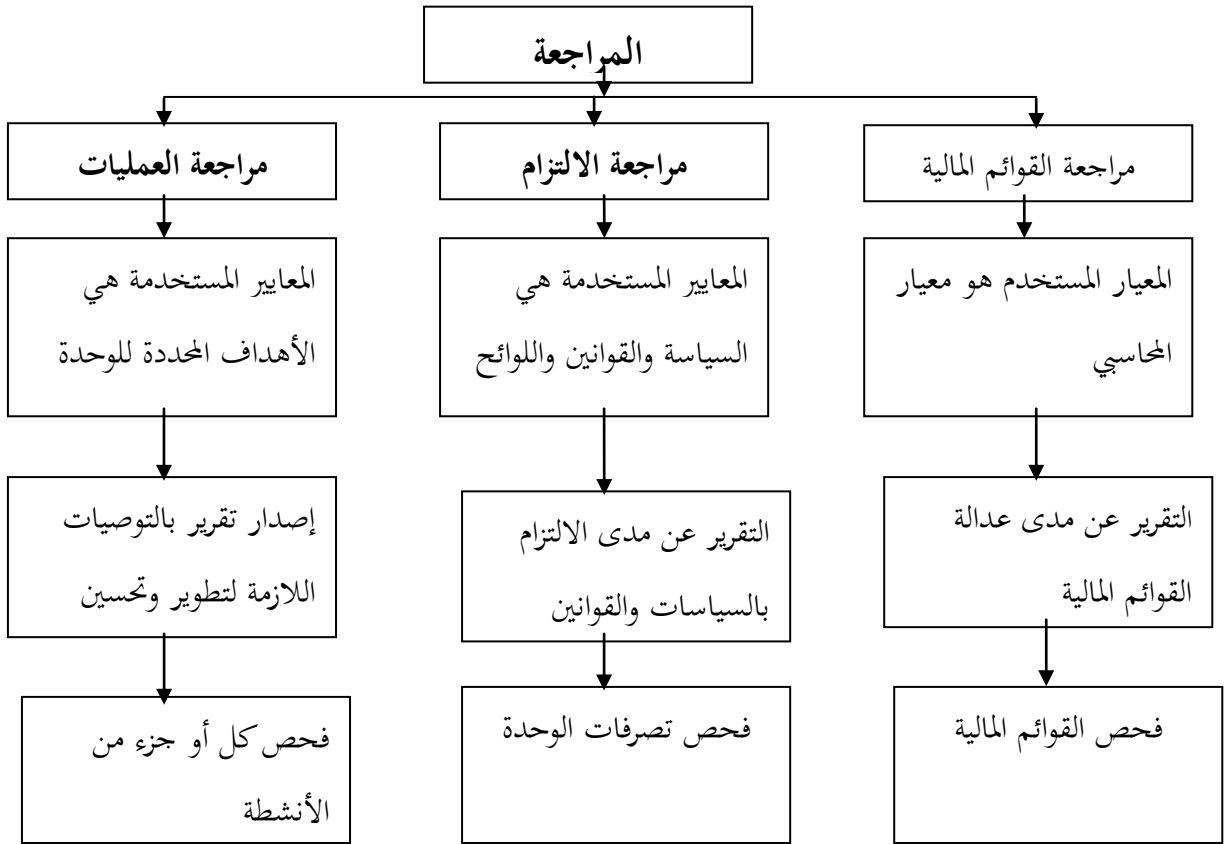 المراجعة
مراجعة القوائم المالية
مراجعة الالتزام
مراجعة العمليات
المعيار المستخدم هو معيار
المحاسبي
المعايير المستخدمة هي
السياسة والقوانين واللوائح
المعايير المستخدمة هي
الأهداف المحددة للوحدة
التقرير عن مدى عدالة
القوائم المالية
التقرير عن مدى الالتزام
بالسياسات والقوانين
إصدار تقرير بالتوصيات
اللازمة لتطوير وتحسين
فحص القوائم المالية
فحص تصرفات الوحدة
فحص كل أو جزء من
الأنشطة